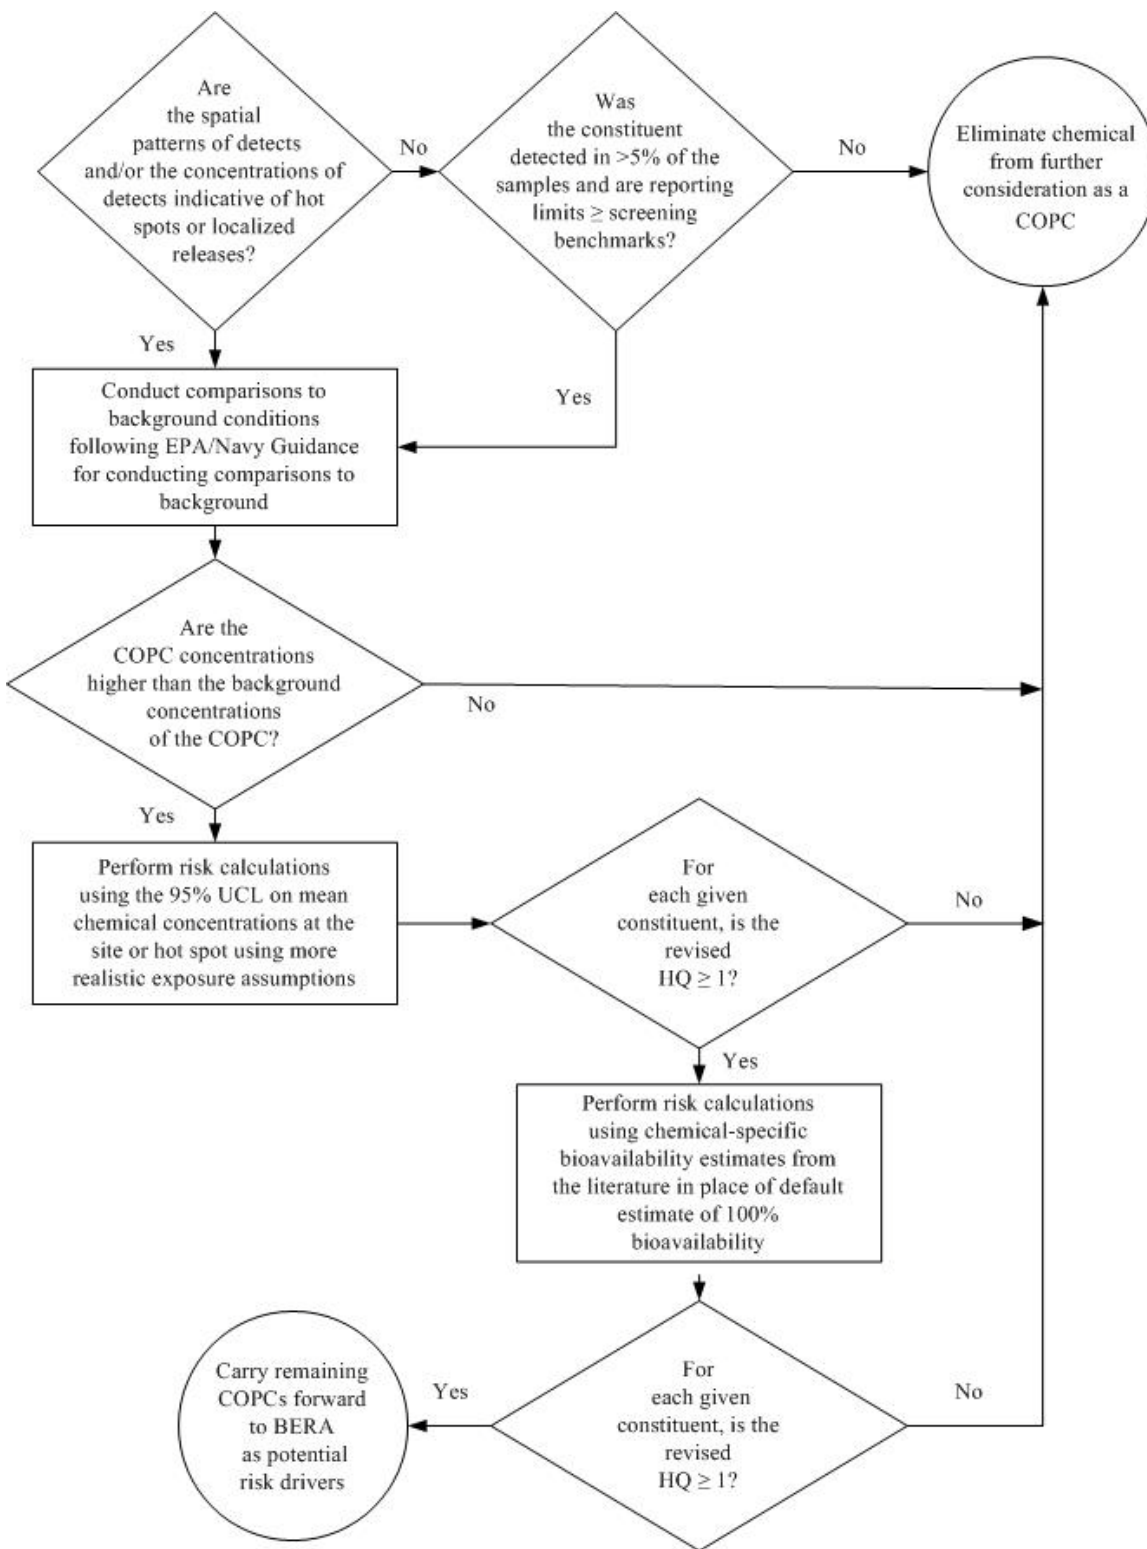 Are
the spatial
patterns of detects
and/or the concentrations of
detects indicative of hot
spots or localized
releases?
No
Was
the constituent
detected in >5% of the
samples and are reporting
limits ≥ screening
benchmarks?
No
Eliminate chemical
from further
consideration as a
COPC
Yes
Yes
Conduct comparisons to
background conditions
following EPA/Navy Guidance
for conducting comparisons to
background
Are the
COPC concentrations
higher than the background
concentrations
of the COPC?
No
Yes
Perform risk calculations
using the 95% UCL on mean
chemical concentrations at the
site or hot spot using more
realistic exposure assumptions
For
each given
constituent, is the
revised
HQ ≥ 1?
No
Yes
Perform risk calculations
using chemical-specific
bioavailability estimates from
the literature in place of default
estimate of 100%
bioavailability
For
each given
constituent, is the
revised
HQ ≥ 1?
No
Yes
Carry remaining
COPCs forward
to BERA
as potential
risk drivers